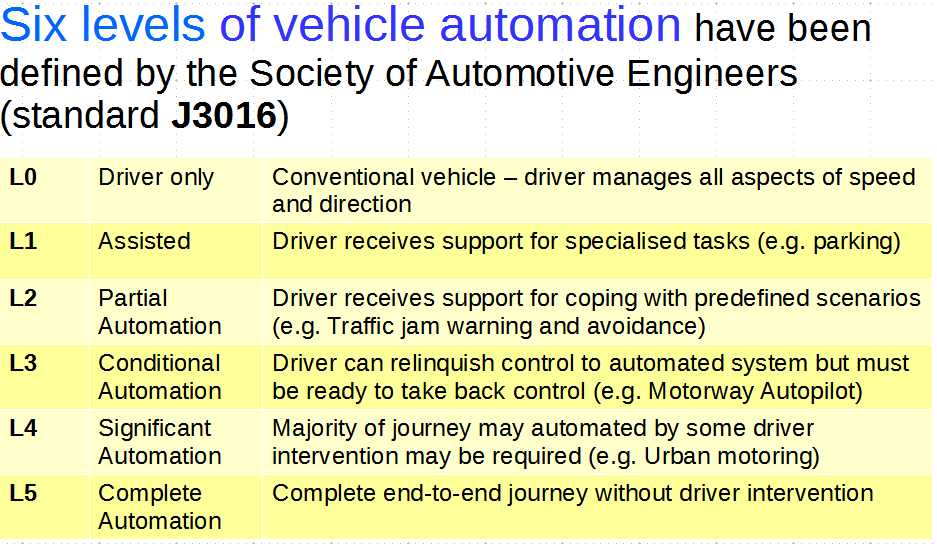 Six levels of vehicle automation have been
defined by the Society of Automotive Engineers
(standard J3016)
L0 Driver only Conventional vehicle – driver manages all aspects of speed
and direction
L1 Assisted Driver receives support for specialised tasks (e.g. parking)
L2 Partial Driver receives support for coping with predefined scenarios
Automation (e.g. Traffic jam warning and avoidance)
L3 Conditional Driver can relinquish control to automated system but must
Automation be ready to take back control (e.g. Motorway Autopilot)
L4 Significant Majority of journey may automated by some driver
Automation intervention may be required (e.g. Urban motoring)
L5 Complete Complete end-to-end journey without driver intervention
Automation